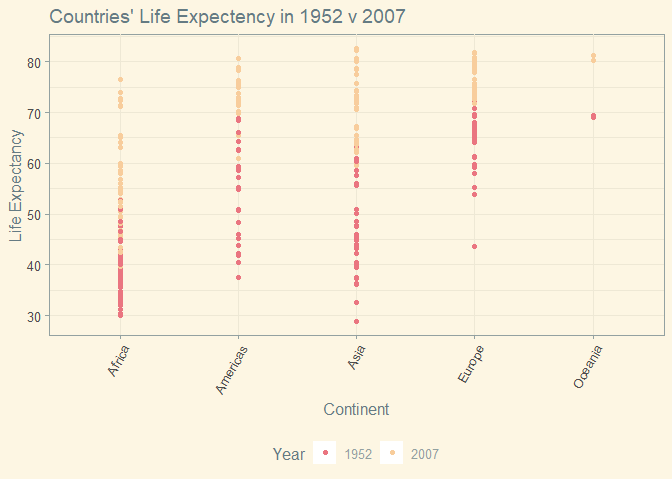 Countries' Life Expectency in 1952 v 2007
Life Expectancy
80
70
60
50
40
30
Africa
Americas
Asia
Europe
Oceania
Continent
Year 1952 2007